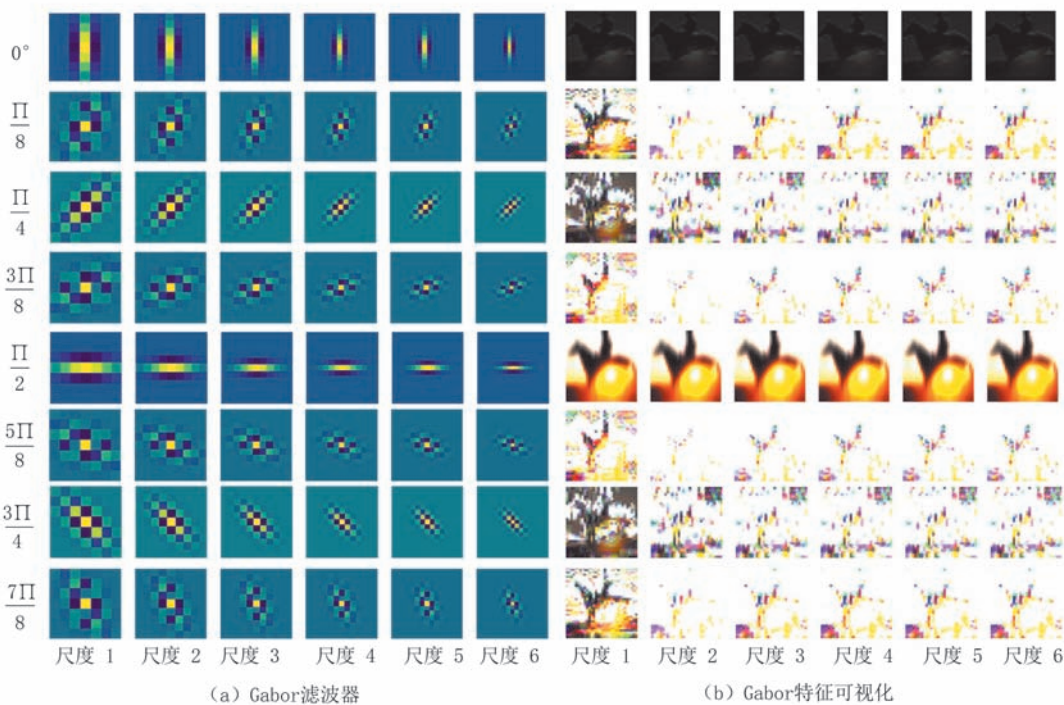 0°
Π/8
Π/4
3Π/8
Π/2
5Π/8
3Π/4
7Π/8
尺度 1 尺度 2 尺度 3 尺度 4 尺度 5 尺度 6 尺度 1 尺度 2 尺度 3 尺度 4 尺度 5 尺度 6
（a）Gabor滤波器 （b）Gabor特征可视化